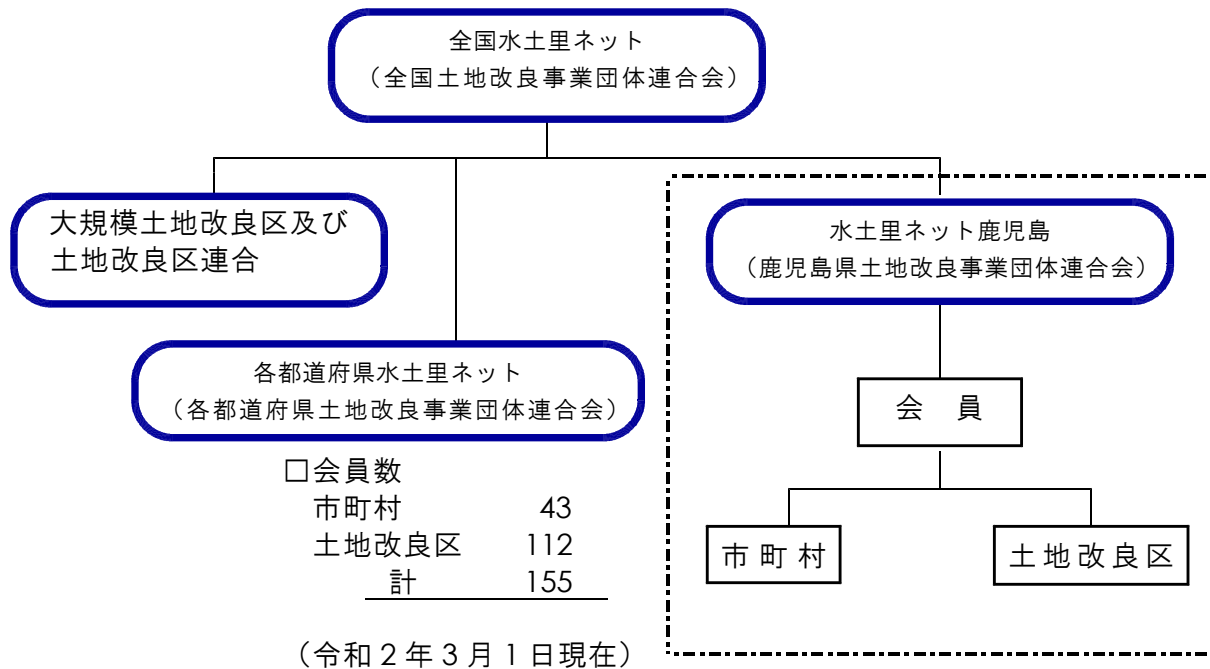 全国水土里ネット
（全国土地改良事業団体連合会）
大規模土地改良区及び
土地改良区連合
水土里ネット鹿児島
（鹿児島県土地改良事業団体連合会）
各都道府県水土里ネット
（各都道府県土地改良事業団体連合会）
会　員
□会員数
市町村　43
土地改良区　112
計　155
（令和２年３月１日現在）
市町村
土地改良区